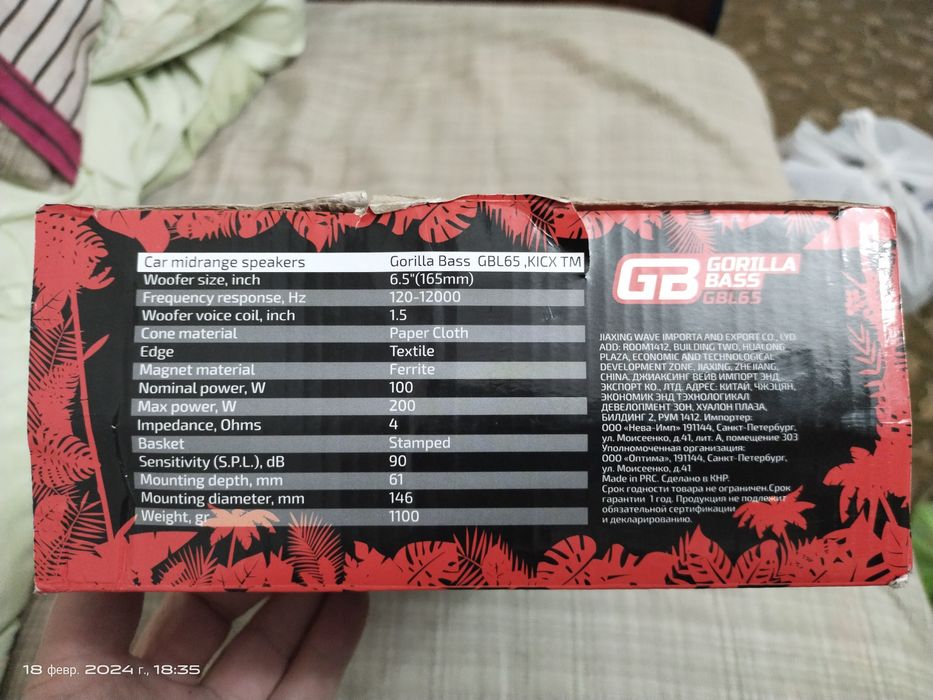 Car midrange speakers Gorilla Bass GBL65 ,KICX TM
Woofer size, inch 6.5"(165mm)
Frequency response, Hz 120-12000
Woofer voice coil, inch 1.5
Cone material Paper Cloth
Edge Textile
Magnet material Ferrite
Nominal power, W 100
Max power, W 200
Impedance, Ohms 4
Basket Stamped
Sensitivity (S.P.L.), dB 90
Mounting depth, mm 61
Mounting diameter, mm 146
Weight, gr 1100
GB GORILLA
BASS
GBL65
JIAXING WAVE IMPORTA AND EXPORT CO., LYD
ADD: ROOM1412, BUILDING TWO, HUALONG
PLAZA, ECONOMIC AND TECHNOLOGICAL
DEVELOPMENT ZONE, JIAXING, ZHEJIANG,
CHINA. ДЖИАКСИНГ ВЕЙВ ИМПОРТ ЭНД
ЭКСПОРТ КО., ЛТД. АДРЕС: КИТАЙ, ЧЖЭЦЯН,
ЭКОНОМИК ЭНД ТЭХНОЛОГИКАЛ
ДЕВЕЛОПМЕНТ ЗОН, ХУАЛОН ПЛАЗА,
БИЛДИНГ 2, РУМ 1412. Импортер:
ООО «Нева-Имп» 191144, Санкт-Петербург,
ул. Моисеенко, д.41, лит. А, помещение 303
Уполномоченная организация:
ООО «Оптима», 191144, Санкт-Петербург,
ул. Моисеенко, д.41
Made in PRC. Сделано в КНР.
Срок годности товара не ограничен.Срок
гарантии 1 год. Продукция не подлежит
обязательной сертификации
и декларированию.
18 февр. 2024 г., 18:35